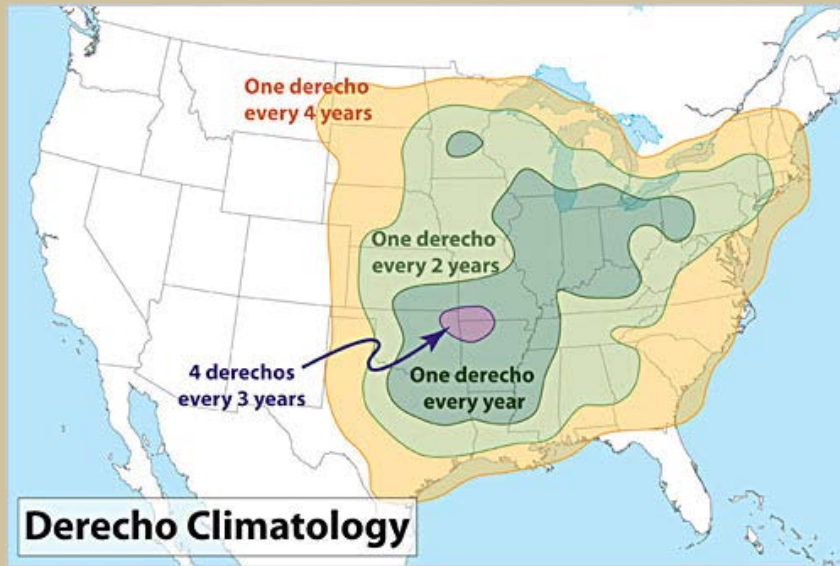 One derecho
every 4 years
One derecho
every 2 years
4 derechos
every 3 years
One derecho
every year
Derecho Climatology